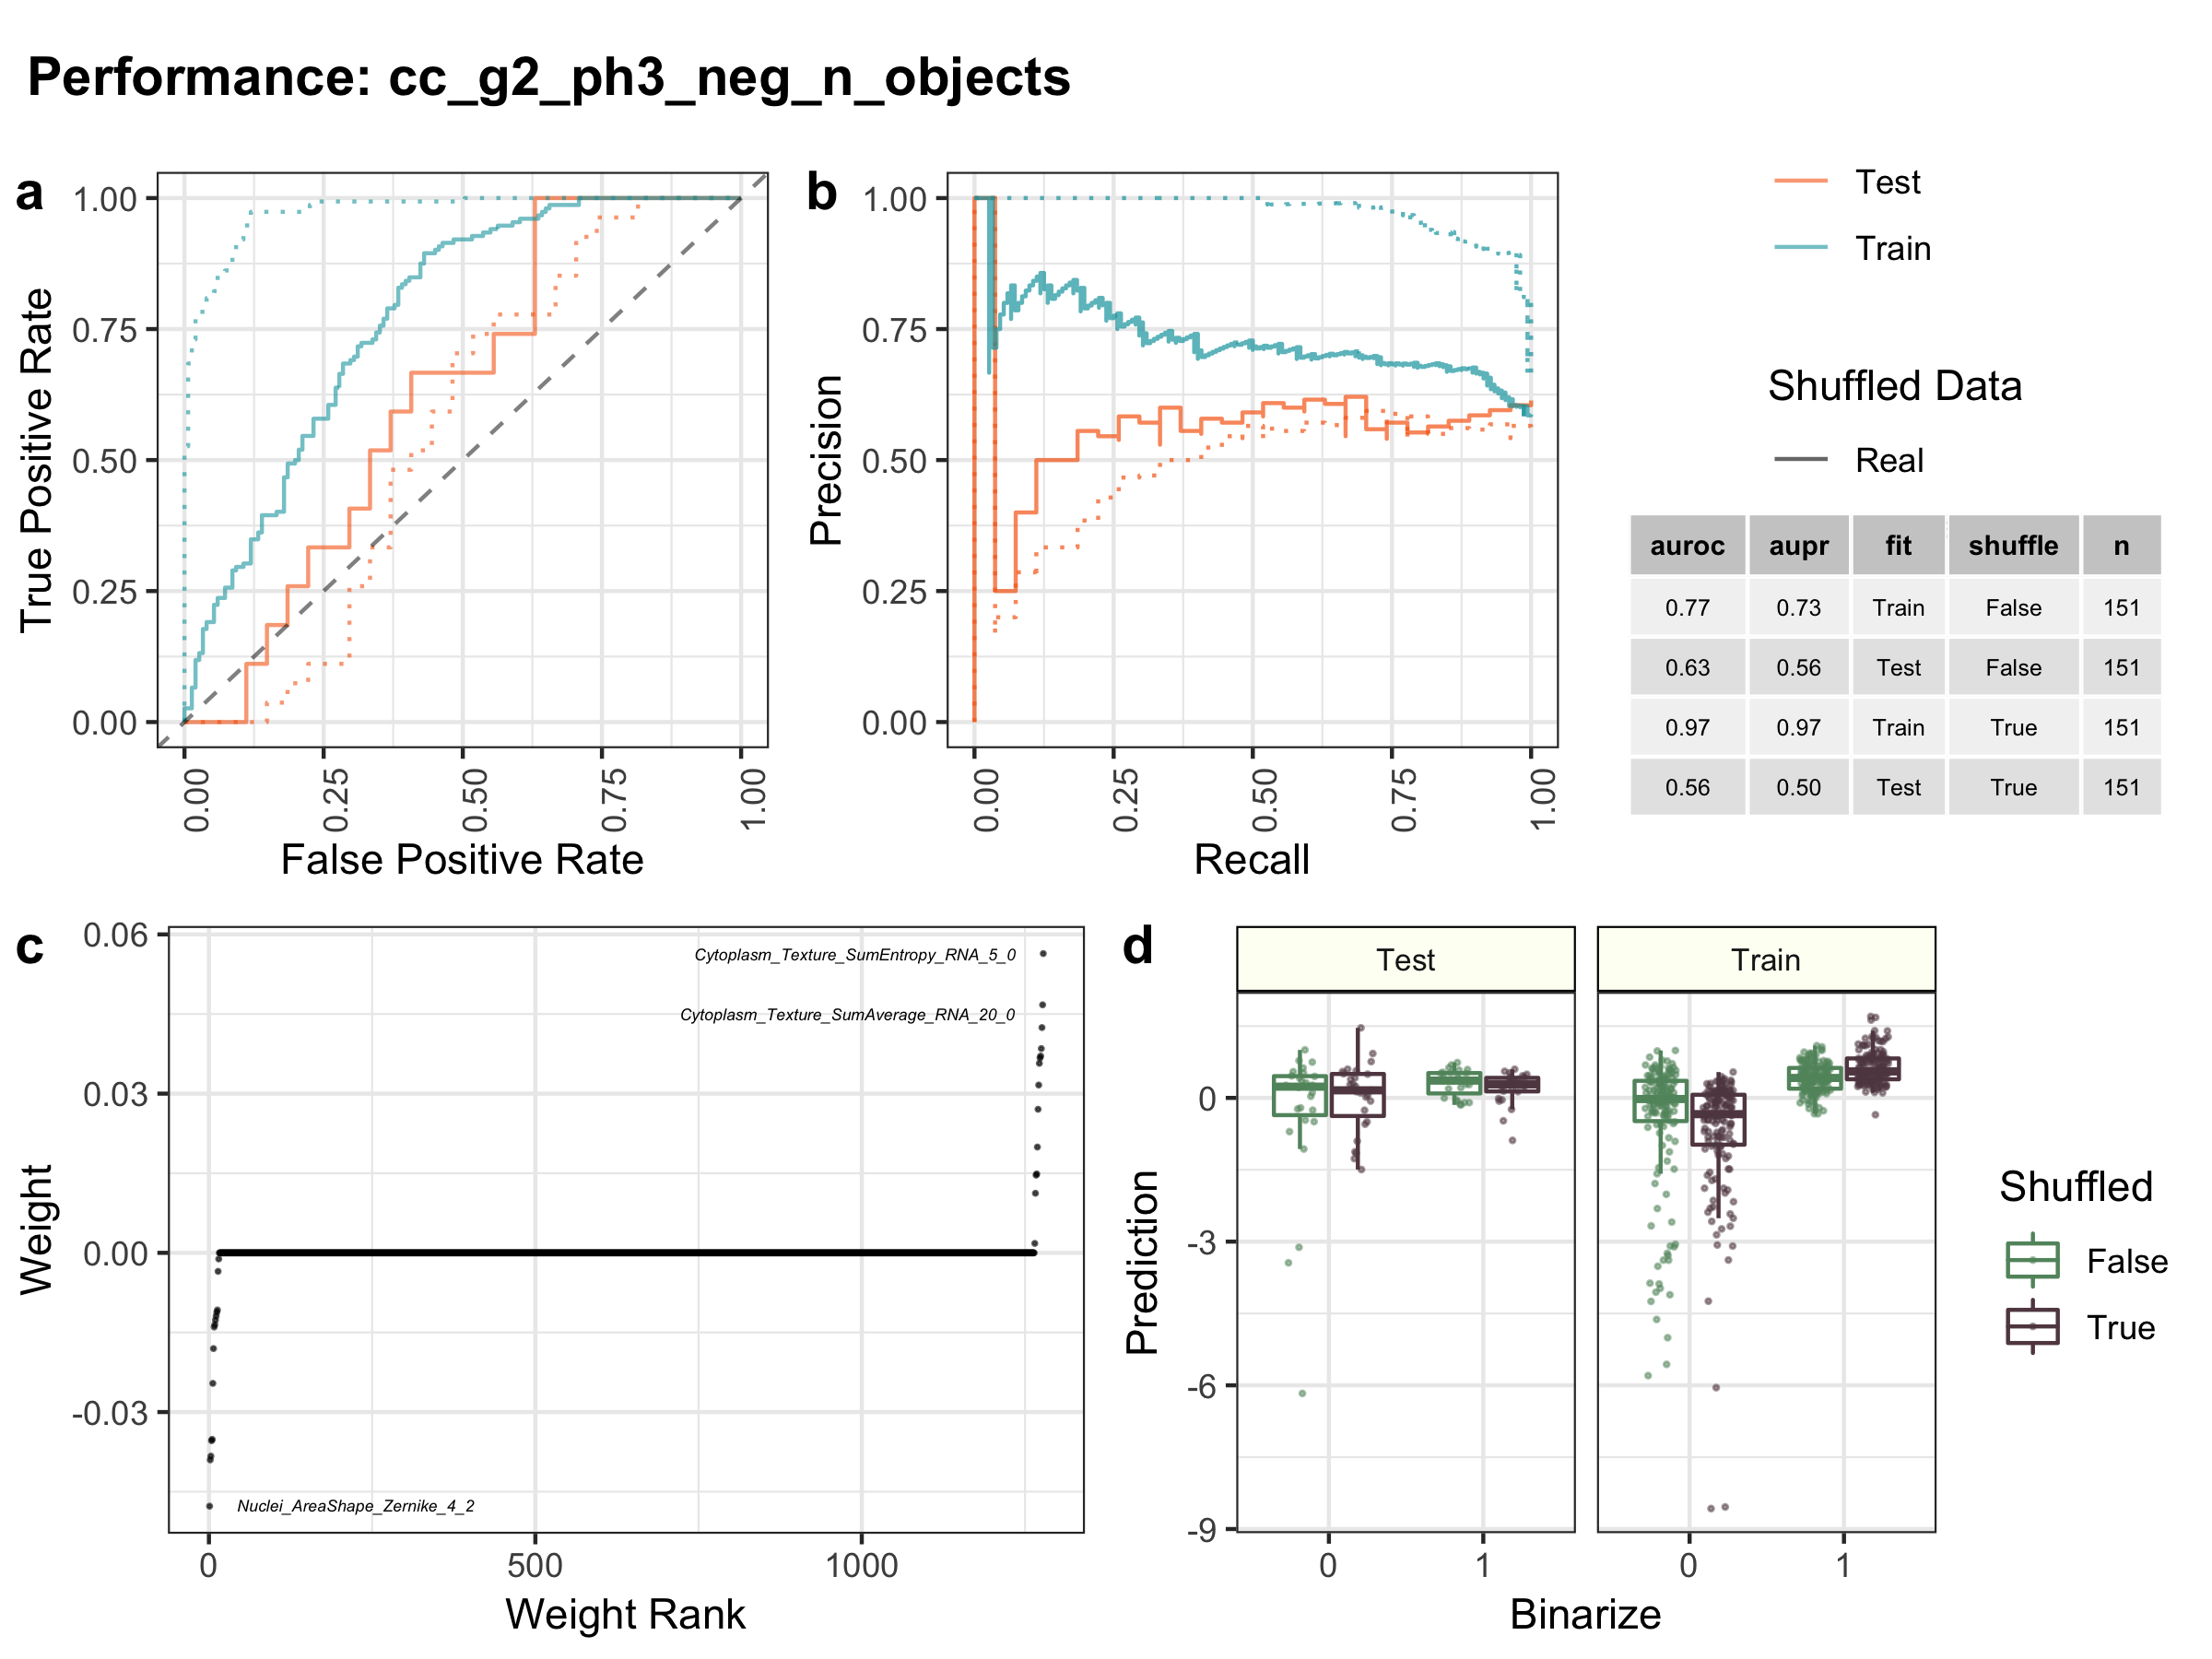 Performance: cc_g2_ph3_neg_n_objects
a
1.00
0.75
0.50
0.25
0.00
True Positive Rate
0.00 0.25 0.50 0.75 1.00
False Positive Rate
b
1.00
0.75
0.50
0.25
0.00
Precision
0.00 0.25 0.50 0.75 1.00
Recall
Test
Train
Shuffled Data
Real
auroc aupr fit shuffle n
0.77 0.73 Train False 151
0.63 0.56 Test False 151
0.97 0.97 Train True 151
0.56 0.50 Test True 151
c
0.06
0.03
0.00
-0.03
Weight
Cytoplasm_Texture_SumEntropy_RNA_5_0
Cytoplasm_Texture_SumAverage_RNA_20_0
Nuclei_AreaShape_Zernike_4_2
0 500 1000
Weight Rank
d
Test Train
0
-3
-6
-9
Prediction
0 1 0 1
Binarize
Shuffled
False
True